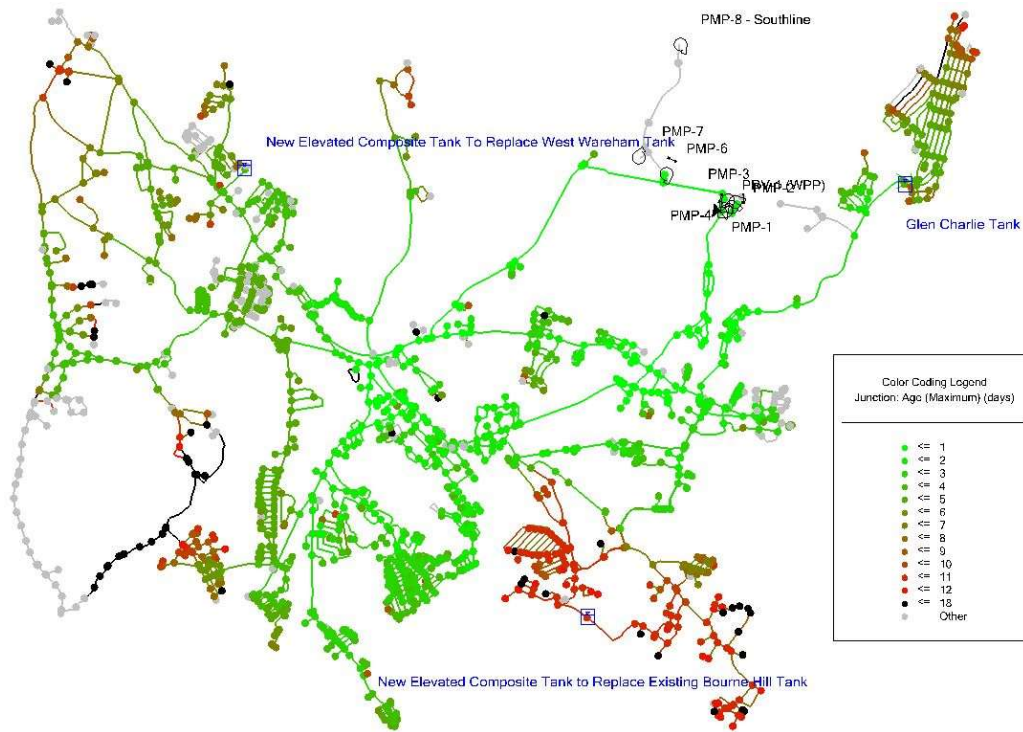 PMP-8 - Southline
New Elevated Composite Tank To Replace West Wareham Tank
PMP-7
PMP-6
PMP-3
PMP-2
PMP-4
PMP-1
Glen Charlie Tank
Color Coding Legend
Junction: Age (Maximum) (days)
<= 1
<= 2
<= 3
<= 4
<= 5
<= 6
<= 7
<= 8
<= 9
<= 10
<= 11
<= 12
<= 18
Other
New Elevated Composite Tank to Replace Existing Bourne Hill Tank